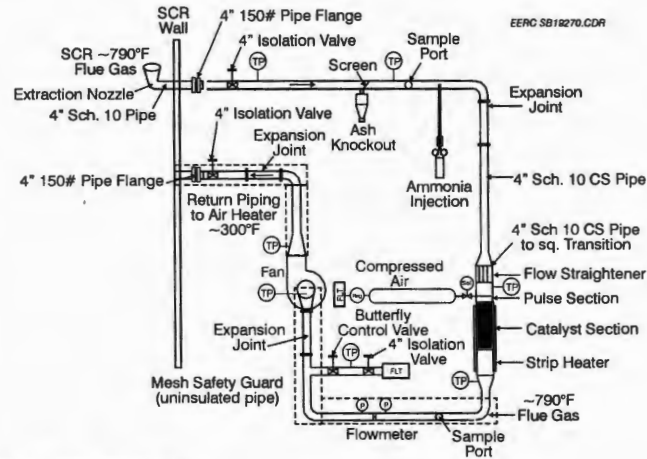 EERC SB19270.CDR
SCR
Wall
4" 150# Pipe Flange
4" Isolation Valve
TP
Screen
TP
Sample
Port
SCR ~790°F
Flue Gas
Extraction Nozzle
4" Sch. 10 Pipe
4" Isolation Valve
Expansion
Joint
Expansion
Joint
Ash
Knockout
Ammonia
Injection
4" 150# Pipe Flange
4" Sch. 10 CS Pipe
Return Piping
to Air Heater
~300°F
4" Sch 10 CS Pipe
to sq. Transition
TP
Fan
Compressed
Air
Flow Straightener
TP
TP
Reg
Sol
Pulse Section
Butterfly
Control Valve
Expansion
Joint
4" Isolation
Valve
TP
Catalyst Section
FLT
Strip Heater
Mesh Safety Guard
(uninsulated pipe)
TP
P
P
~790°F
Flue Gas
Flowmeter
Sample
Port